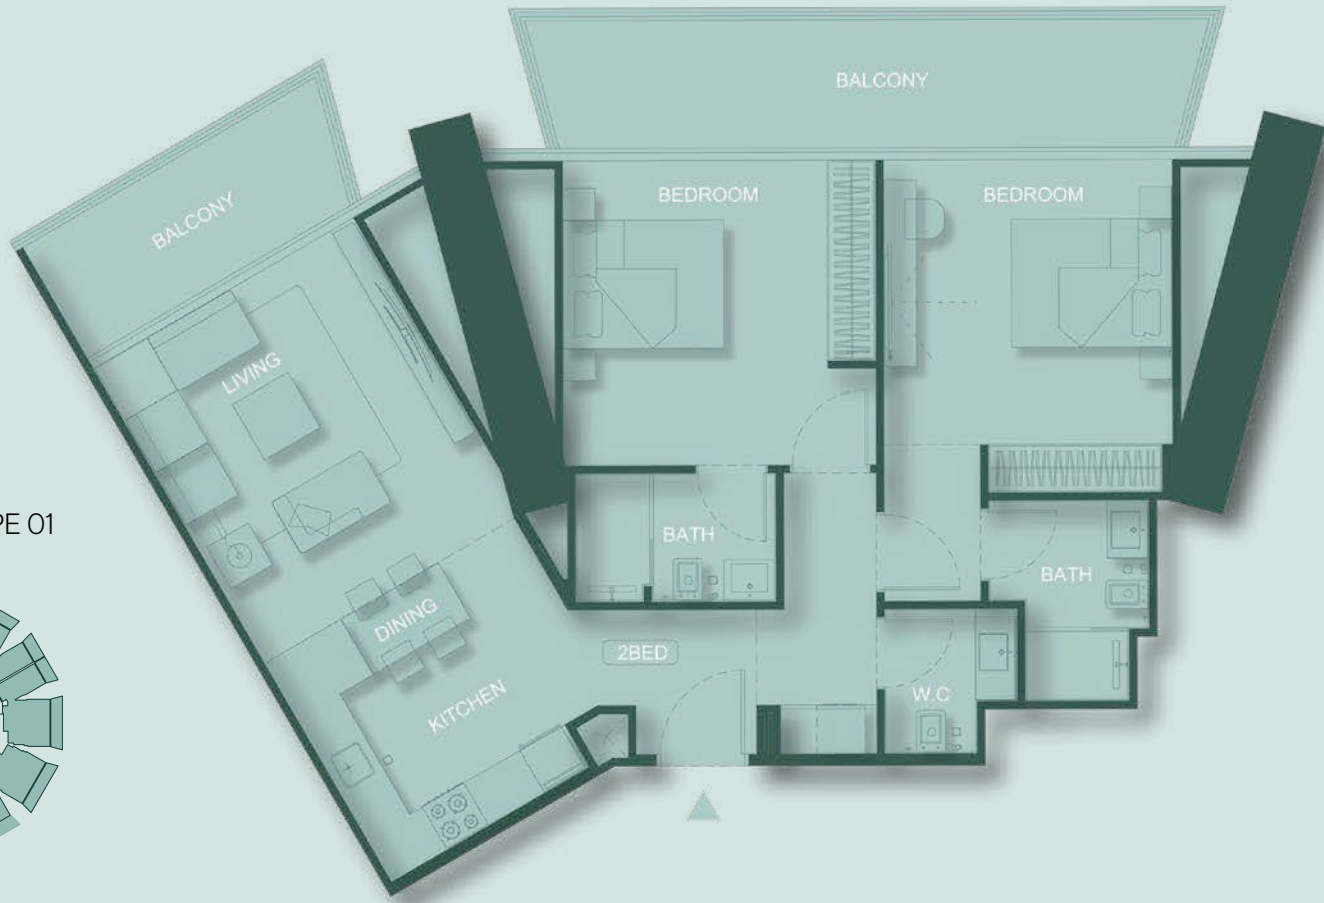 BALCONY
BALCONY
BEDROOM
BEDROOM
LIVING
PE 01
BATH
BATH
DINING
2BED
KITCHEN
W.C